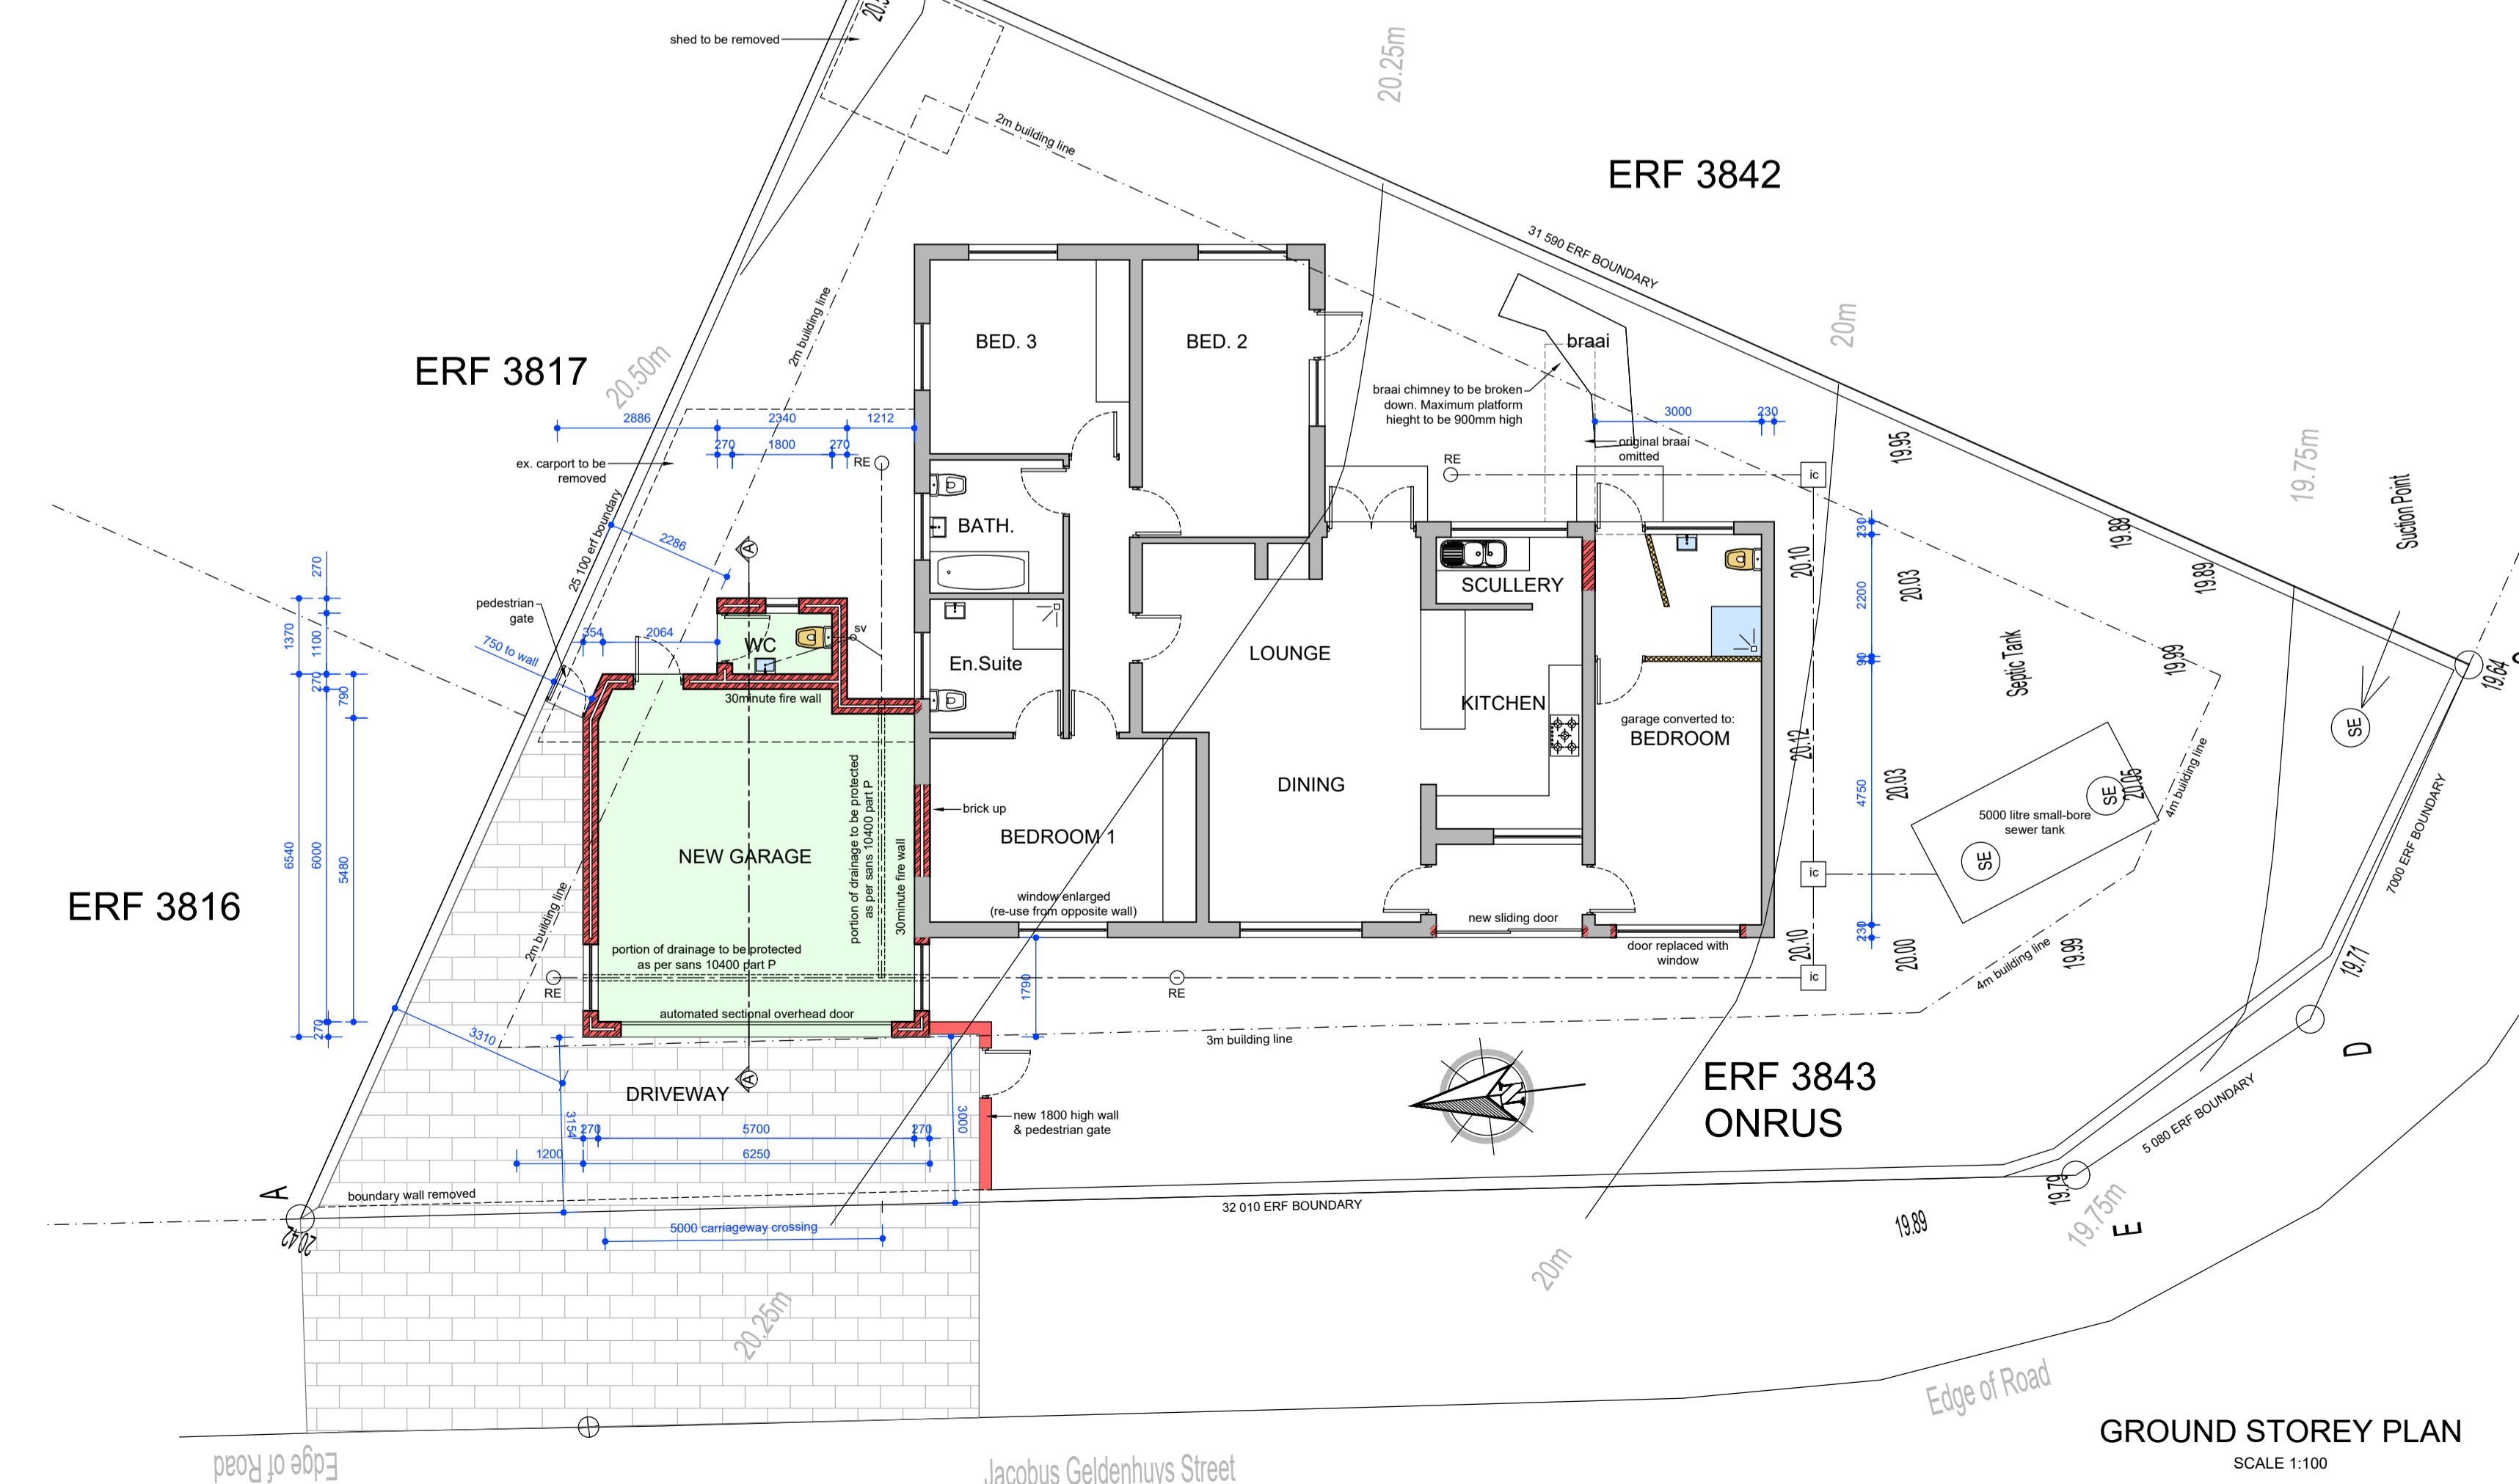 20.5
shed to be removed
20.25m
2m building line
ERF 3842
31 590 ERF BOUNDARY
2m building line
BED. 3
BED. 2
20m
braai
ERF 3817
20.50m
braai chimney to be broken
down. Maximum platform
hieght to be 900mm high
2886
2340
1212
3000
230
270
1800
270
RE
original braai
omitted
19.95
19.75m
ex. carport to be
removed
RE
ic
Suction Point
25 100 erf boundary
BATH.
230
19.89
2286
A
20.10
270
SCULLERY
20.03
19.89
2200
pedestrian
gate
1370
1100
354
2064
WC
sv
750 to wall
En.Suite
LOUNGE
90
Septic Tank
19.99
19.64
270
790
30minute fire wall
KITCHEN
garage converted to:
BEDROOM
20.12
SE
4m building line
DINING
20.03
4750
SE
20.05
brick up
5000 litre small-bore
sewer tank
7000 ERF BOUNDARY
BEDROOM 1
NEW GARAGE
portion of drainage to be protected
as per sans 10400 part P
30minute fire wall
6540
6000
5480
SE
ic
ERF 3816
window enlarged
(re-use from opposite wall)
new sliding door
2m building line
portion of drainage to be protected
as per sans 10400 part P
door replaced with
window
230
20.10
20.00
19.99
19.71
4m building line
RE
RE
1790
ic
automated sectional overhead door
270
3310
3m building line
D
ERF 3843
ONRUS
DRIVEWAY
A
N
3154
3000
new 1800 high wall
& pedestrian gate
270
5700
270
5 080 ERF BOUNDARY
1200
6250
A
boundary wall removed
32 010 ERF BOUNDARY
19.79
20.42
5000 carriageway crossing
19.89
19.75m
E
20m
20.25m
Edge of Road
GROUND STOREY PLAN
SCALE 1:100
Edge of Road
Jacobus Geldenhuys Street